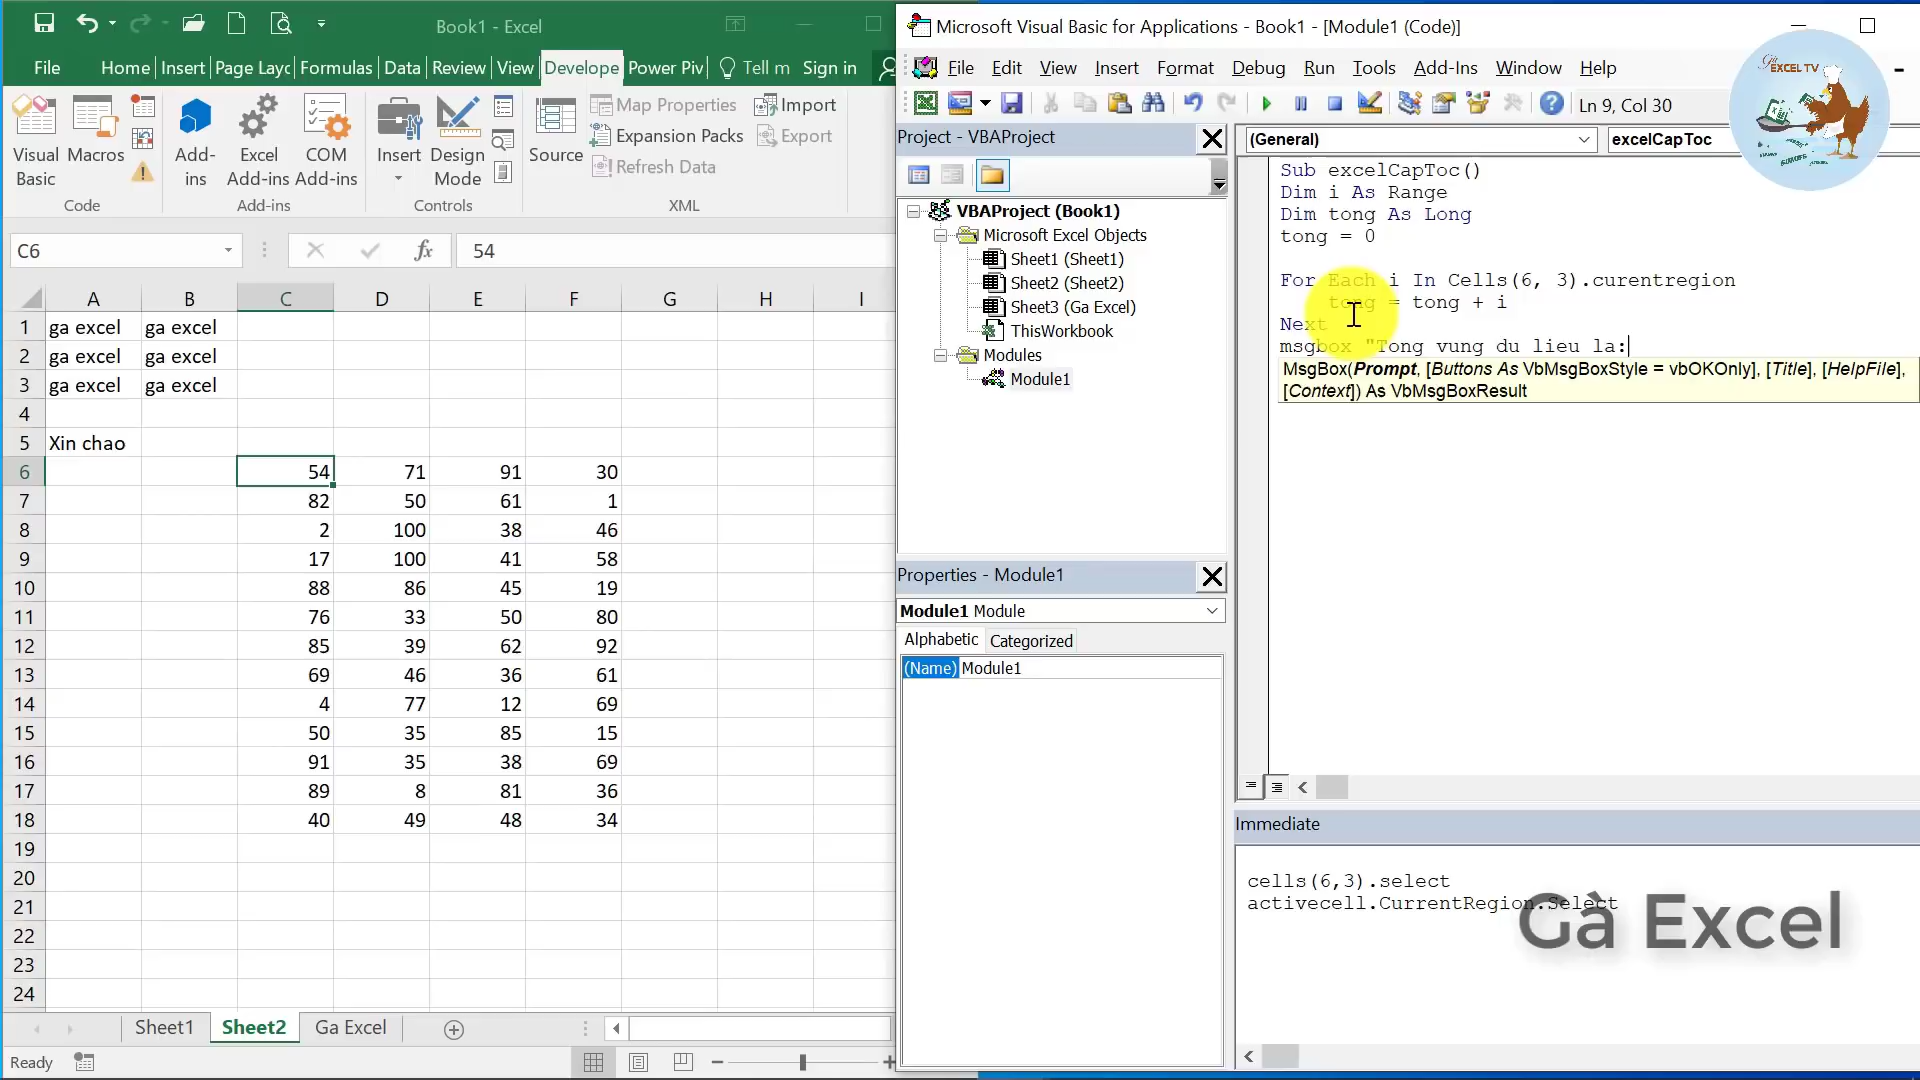 Book1 - Excel
File Home Insert Page Layc Formulas Data Review View Develope Power Piv Tell m Sign in
Visual Basic
Macros
Add-ins
Excel Add-ins
COM Add-ins
Insert
Design Mode
Source
Map Properties
Expansion Packs
Refresh Data
Import
Export
Code
Add-ins
Controls
XML
C6
fx
54
A B C D E F G H I
1 ga excel ga excel
2 ga excel ga excel
3 ga excel ga excel
4
5 Xin chao
6 54 71 91 30
7 82 50 61 1
8 2 100 38 46
9 17 100 41 58
10 88 86 45 19
11 76 33 50 80
12 85 39 62 92
13 69 46 36 61
14 4 77 12 69
15 50 35 85 15
16 91 35 38 69
17 89 8 81 36
18 40 49 48 34
19
20
21
22
23
24
Sheet1 Sheet2 Ga Excel
Ready
Microsoft Visual Basic for Applications - Book1 - [Module1 (Code)]
File Edit View Insert Format Debug Run Tools Add-Ins Window Help
Ln 9, Col 30
Project - VBAProject
VBAProject (Book1)
Microsoft Excel Objects
Sheet1 (Sheet1)
Sheet2 (Sheet2)
Sheet3 (Ga Excel)
ThisWorkbook
Modules
Module1
Properties - Module1
Module1 Module
Alphabetic Categorized
(Name) Module1
(General) excelCapToc
Sub excelCapToc()
Dim i As Range
Dim tong As Long
tong = 0
For Each i In Cells(6, 3).curentregion
tong = tong + i
Next
msgbox "Tong vung du lieu la:
MsgBox(Prompt, [Buttons As VbMsgBoxStyle = vbOKOnly], [Title], [HelpFile],
[Context]) As VbMsgBoxResult
Immediate
cells(6,3).select
activecell.CurrentRegion.Select
Gà Excel
Gà
EXCEL TV